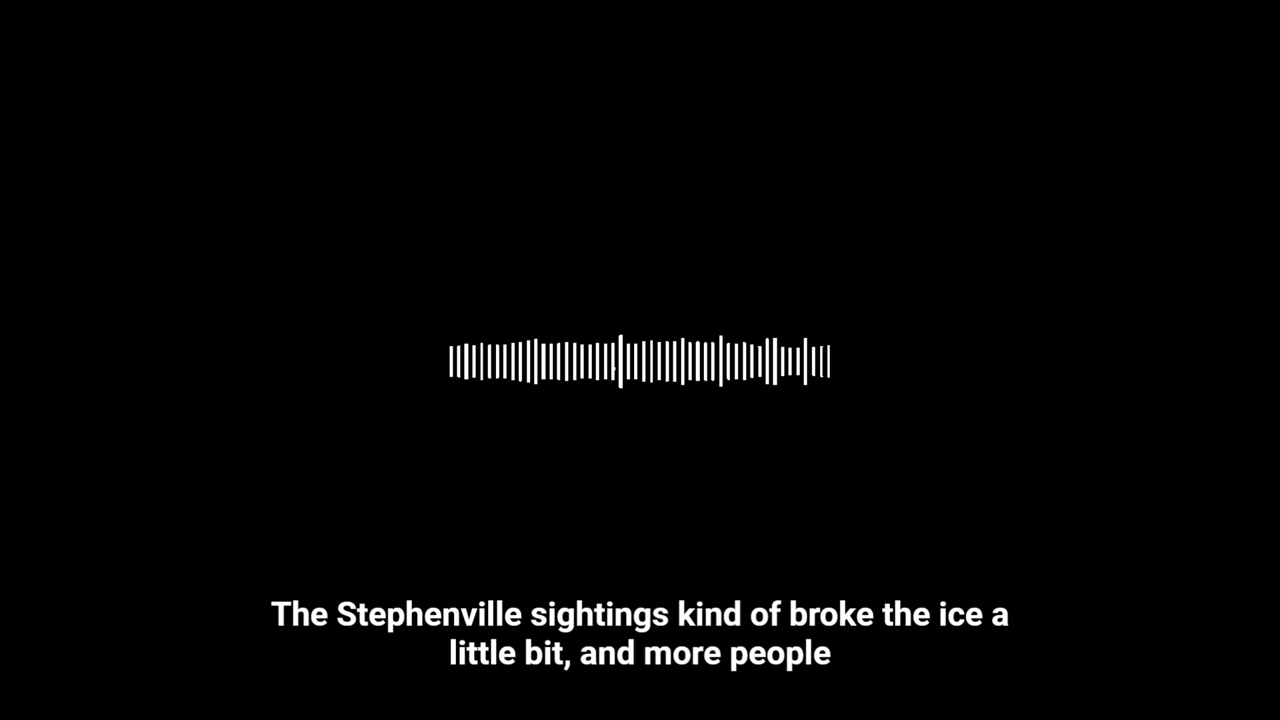 The Stephenville sightings kind of broke the ice a
little bit, and more people